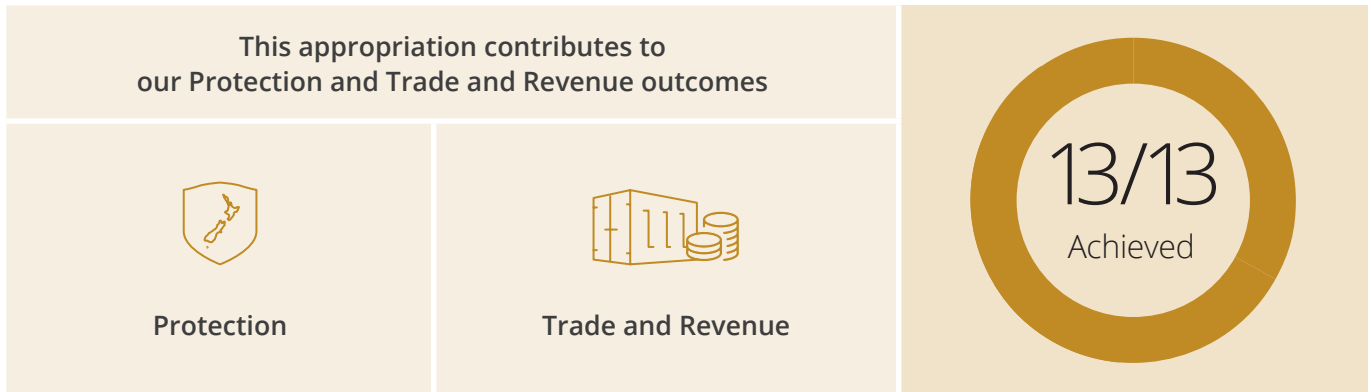 This appropriation contributes to
our Protection and Trade and Revenue outcomes
Protection
Trade and Revenue
13/13
Achieved